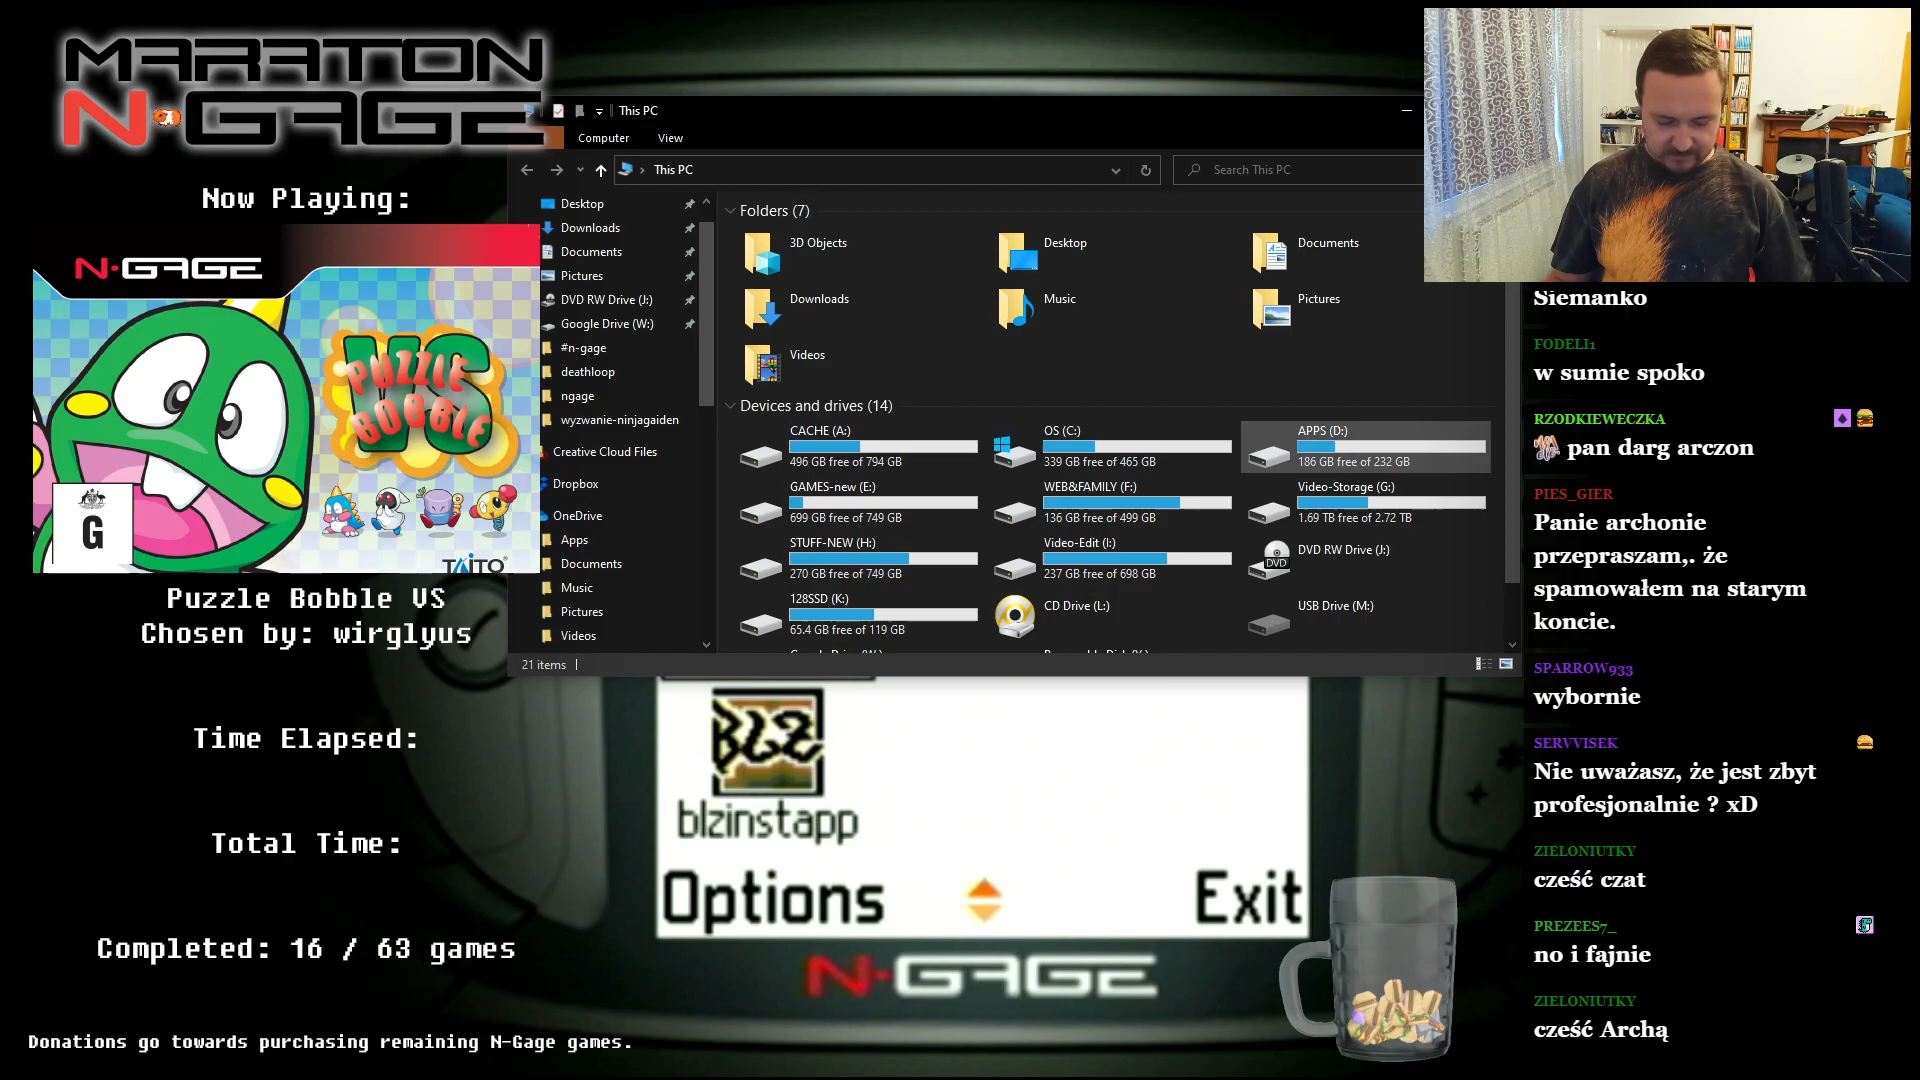 MARATON
N-GAGE
Now Playing:
N-GAGE
VS
PUZZLE
BOBBLE
G
TAITO
Puzzle Bobble VS
Chosen by: wirglyus
Time Elapsed:
Total Time:
Completed: 16 / 63 games
Donations go towards purchasing remaining N-Gage games.
This PC
Computer
View
This PC
Search This PC
Desktop
Downloads
Documents
Pictures
DVD RW Drive (J:)
Google Drive (W:)
#n-gage
deathloop
ngage
wyzwanie-ninjagaiden
Creative Cloud Files
Dropbox
OneDrive
Apps
Documents
Music
Pictures
Videos
Folders (7)
3D Objects
Desktop
Documents
Downloads
Music
Pictures
Videos
Devices and drives (14)
CACHE (A:)
496 GB free of 794 GB
OS (C:)
339 GB free of 465 GB
APPS (D:)
186 GB free of 232 GB
GAMES-new (E:)
699 GB free of 749 GB
WEB&FAMILY (F:)
136 GB free of 499 GB
Video-Storage (G:)
1.69 TB free of 2.72 TB
STUFF-NEW (H:)
270 GB free of 749 GB
Video-Edit (I:)
237 GB free of 698 GB
DVD
DVD RW Drive (J:)
128SSD (K:)
65.4 GB free of 119 GB
CD Drive (L:)
USB Drive (M:)
21 items
BLZ
blzinstapp
Options
Exit
N-GAGE
Siemanko
FODELI1
w sumie spoko
RZODKIEWECZKA
pan darg arczon
PIES_GIER
Panie archonie
przepraszam,. że
spamowałem na starym
koncie.
SPARROW933
wybornie
SERVVISEK
Nie uważasz, że jest zbyt
profesjonalnie ? xD
ZIELONIUTKY
cześć czat
PREZEES7_
no i fajnie
ZIELONIUTKY
cześć Archą